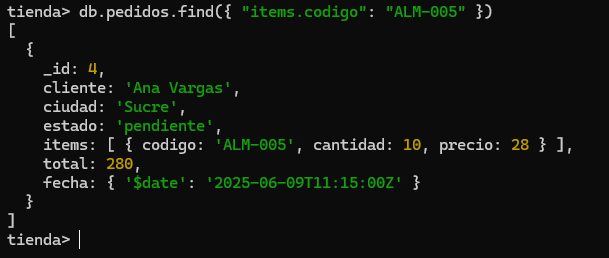 tienda> db.pedidos.find({ "items.codigo": "ALM-005" })
[
  {
    _id: 4,
    cliente: 'Ana Vargas',
    ciudad: 'Sucre',
    estado: 'pendiente',
    items: [ { codigo: 'ALM-005', cantidad: 10, precio: 28 } ],
    total: 280,
    fecha: { '$date': '2025-06-09T11:15:00Z' }
  }
]
tienda>